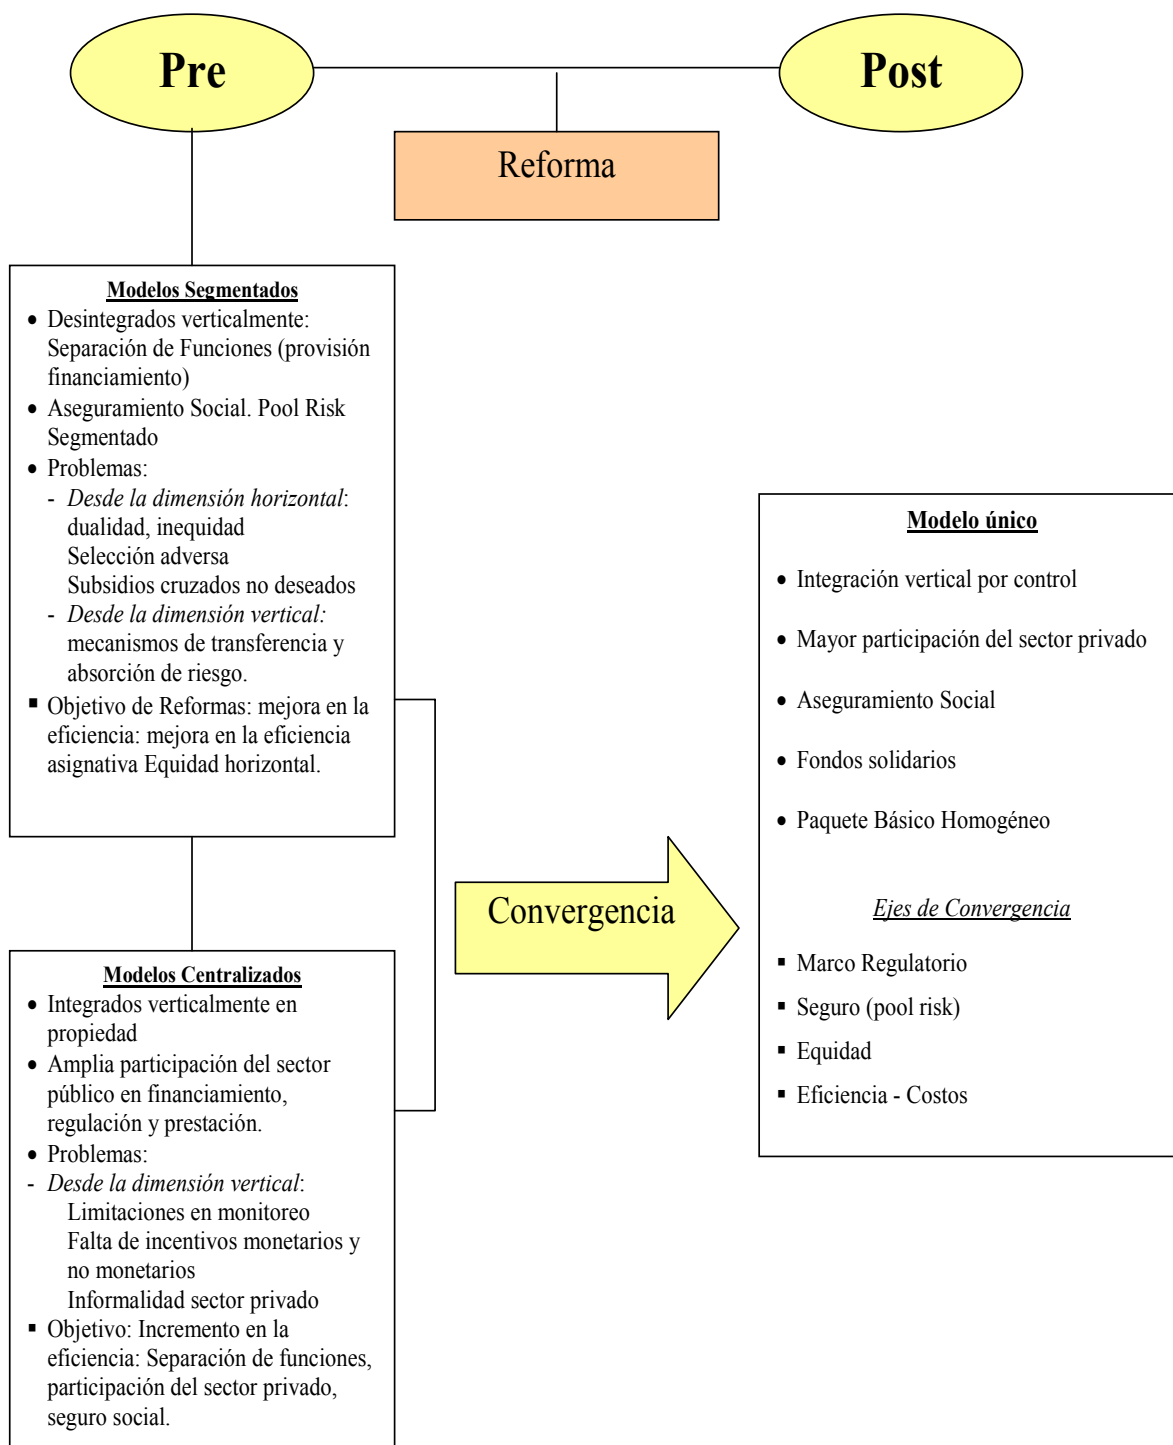 Pre
Post
Reforma
Modelos Segmentados
• Desintegrados verticalmente:
Separación de Funciones (provisión
financiamiento)
• Aseguramiento Social. Pool Risk
Segmentado
• Problemas:
- Desde la dimensión horizontal:
dualidad, inequidad
Selección adversa
Subsidios cruzados no deseados
- Desde la dimensión vertical:
mecanismos de transferencia y
absorción de riesgo.
▪ Objetivo de Reformas: mejora en la
eficiencia: mejora en la eficiencia
asignativa Equidad horizontal.
Modelos Centralizados
• Integrados verticalmente en
propiedad
• Amplia participación del sector
público en financiamiento,
regulación y prestación.
• Problemas:
- Desde la dimensión vertical:
Limitaciones en monitoreo
Falta de incentivos monetarios y
no monetarios
Informalidad sector privado
▪ Objetivo: Incremento en la
eficiencia: Separación de funciones,
participación del sector privado,
seguro social.
Convergencia
Modelo único
• Integración vertical por control
• Mayor participación del sector privado
• Aseguramiento Social
• Fondos solidarios
• Paquete Básico Homogéneo
Ejes de Convergencia
▪ Marco Regulatorio
▪ Seguro (pool risk)
▪ Equidad
▪ Eficiencia - Costos